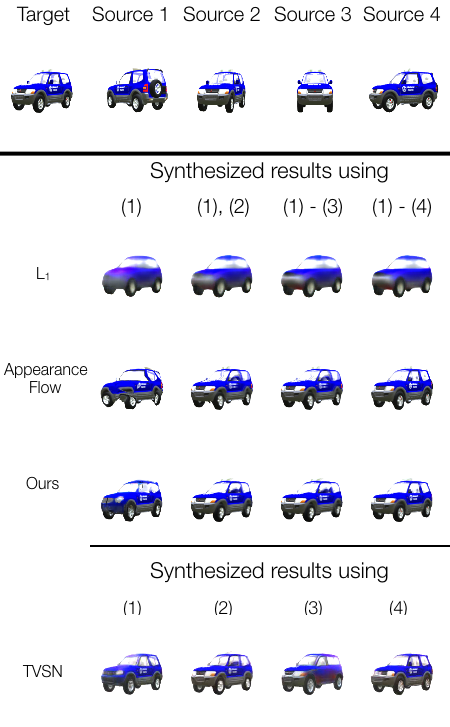 Target Source 1 Source 2 Source 3 Source 4
Synthesized results using
(1) (1), (2) (1) - (3) (1) - (4)
L₁
Appearance
Flow
Ours
Synthesized results using
(1) (2) (3) (4)
TVSN